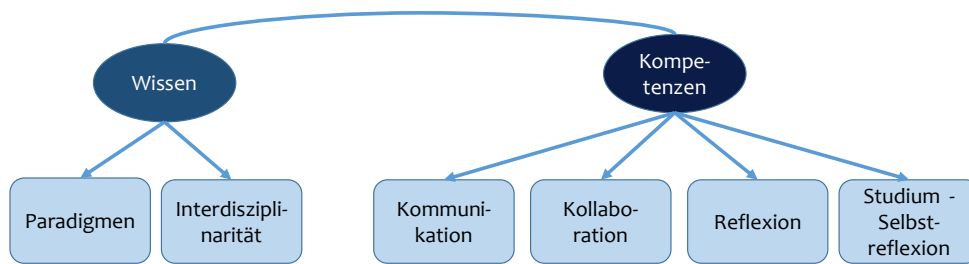 Wissen
Kompe-
tenzen
Paradigmen
Interdiszipli-
narität
Kommuni-
kation
Kollabo-
ration
Reflexion
Studium -
Selbst-
reflexion